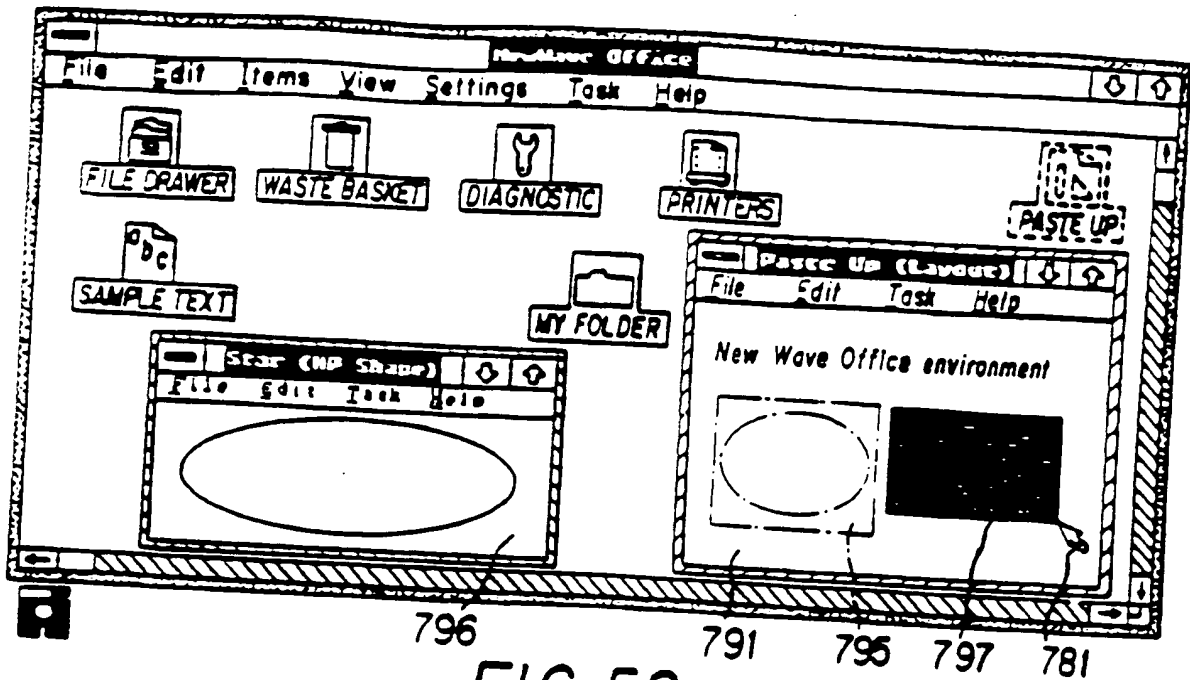 NewWave Office
File Edit Items View Settings Task Help
FILE DRAWER WASTE BASKET DIAGNOSTIC PRINTERS PASTE UP
SAMPLE TEXT
abc
MY FOLDER
Paste Up (Layout)
File Edit Task Help
New Wave Office environment
Star (HP Shape)
File Edit Task Help
796 791 795 797 781